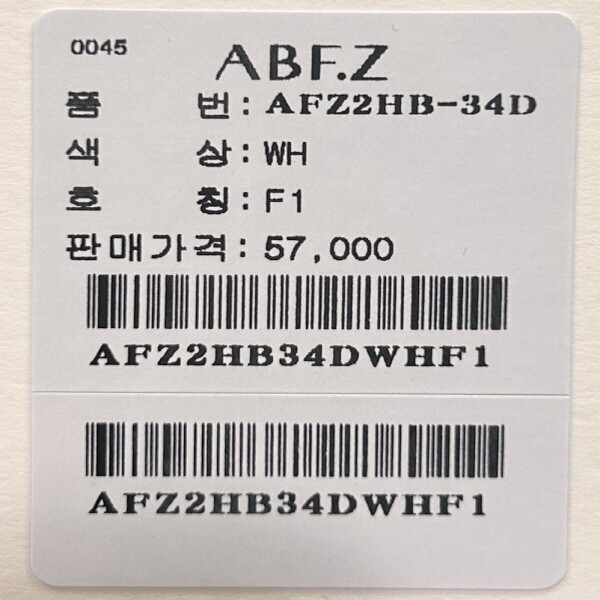 0045
ABF.Z
품 번: AFZ2HB-34D
색 상: WH
호 칭: F1
판매가격: 57,000
AFZ2HB34DWHF1
AFZ2HB34DWHF1